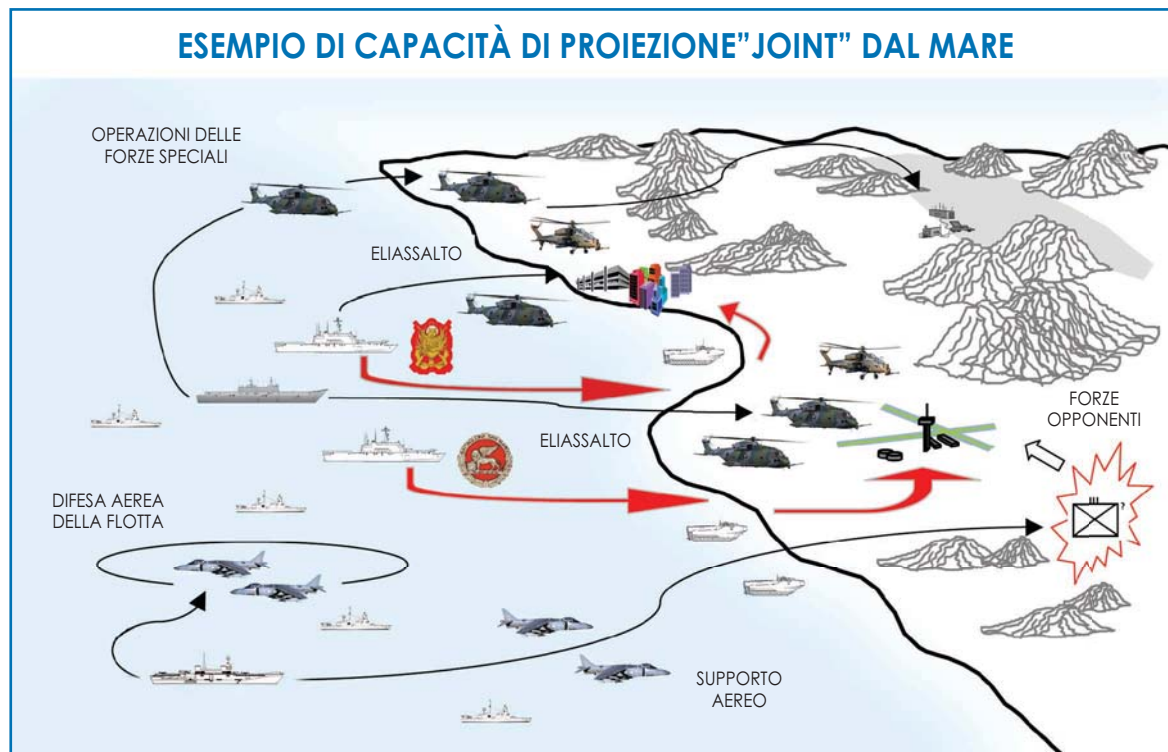 ESEMPIO DI CAPACITÀ DI PROIEZIONE"JOINT" DAL MARE
OPERAZIONI DELLE
FORZE SPECIALI
ELIASSALTO
FORZE
OPPONENTI
ELIASSALTO
DIFESA AEREA
DELLA FLOTTA
?
SUPPORTO
AEREO